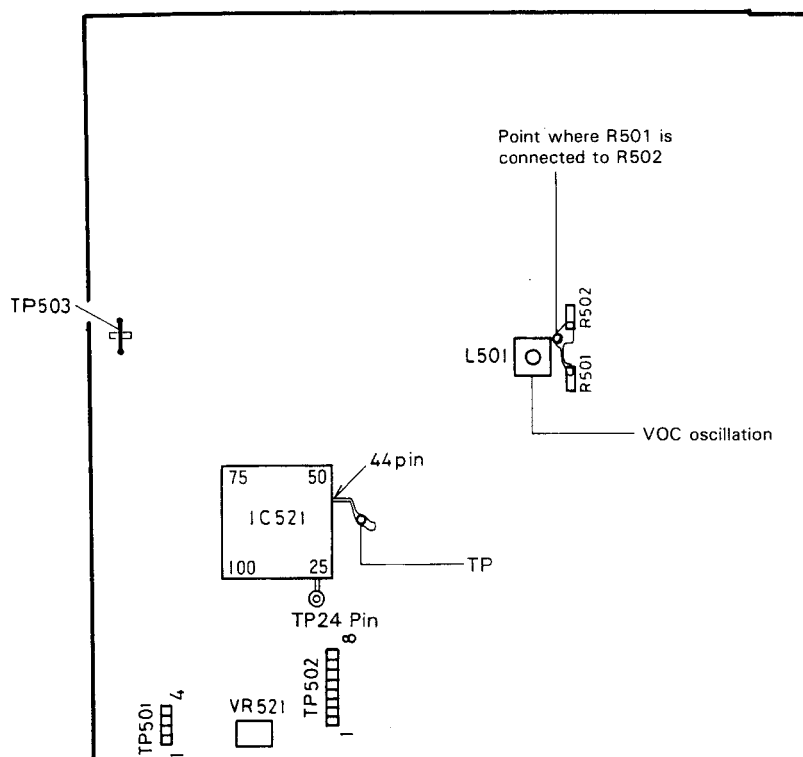 Point where R501 is
connected to R502
TP503
R502
L501
R501
VOC oscillation
44pin
75 50
IC521
100 25
TP
TP24 Pin
8
TP502
1
4
TP501
1
VR521